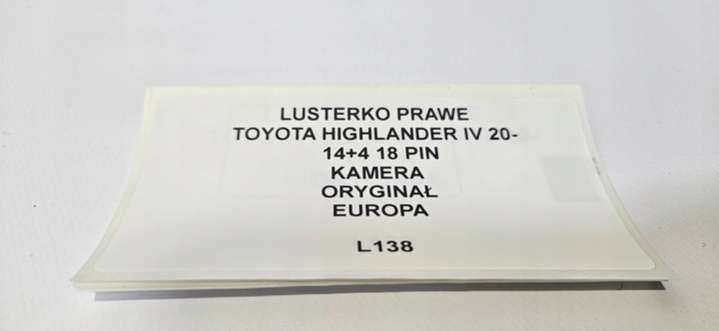 LUSTERKO PRAWE
TOYOTA HIGHLANDER IV 20-
14+4 18 PIN
KAMERA
ORYGINAŁ
EUROPA
L138